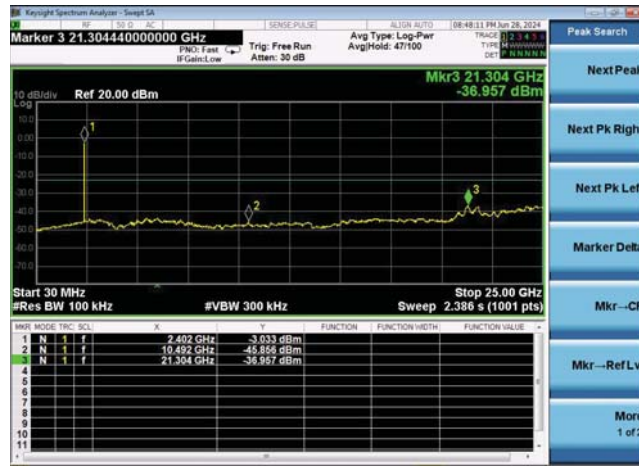 Keysight Spectrum Analyzer - Swept SA
RF 50 Ω AC SENSE:PULSE ALIGN AUTO 08:48:11 PM Jun 28, 2024
Marker 3 21.304440000000 GHz
Avg Type: Log-Pwr
TRACE 1 2 3 4 5 6
PNO: Fast
Trig: Free Run
Avg|Hold: 47/100
TYPE M WWWWW
IFGain:Low
Atten: 30 dB
DET P N N N N N
Mkr3 21.304 GHz
10 dB/div Ref 20.00 dBm
-36.957 dBm
Log
10.0
0.00
-10.0
-20.0
-30.0
-40.0
-50.0
-60.0
-70.0
1
2
3
Start 30 MHz
Stop 25.00 GHz
#Res BW 100 kHz #VBW 300 kHz Sweep 2.386 s (1001 pts)
MKR MODE TRC SCL X Y FUNCTION FUNCTION WIDTH FUNCTION VALUE
1 N 1 f 2.402 GHz -3.033 dBm
2 N 1 f 10.492 GHz -45.856 dBm
3 N 1 f 21.304 GHz -36.957 dBm
4
5
6
7
8
9
10
11
Peak Search
Next Peak
Next Pk Righ
Next Pk Lef
Marker Delt
Mkr→CF
Mkr→Ref Lv
More
1 of 2